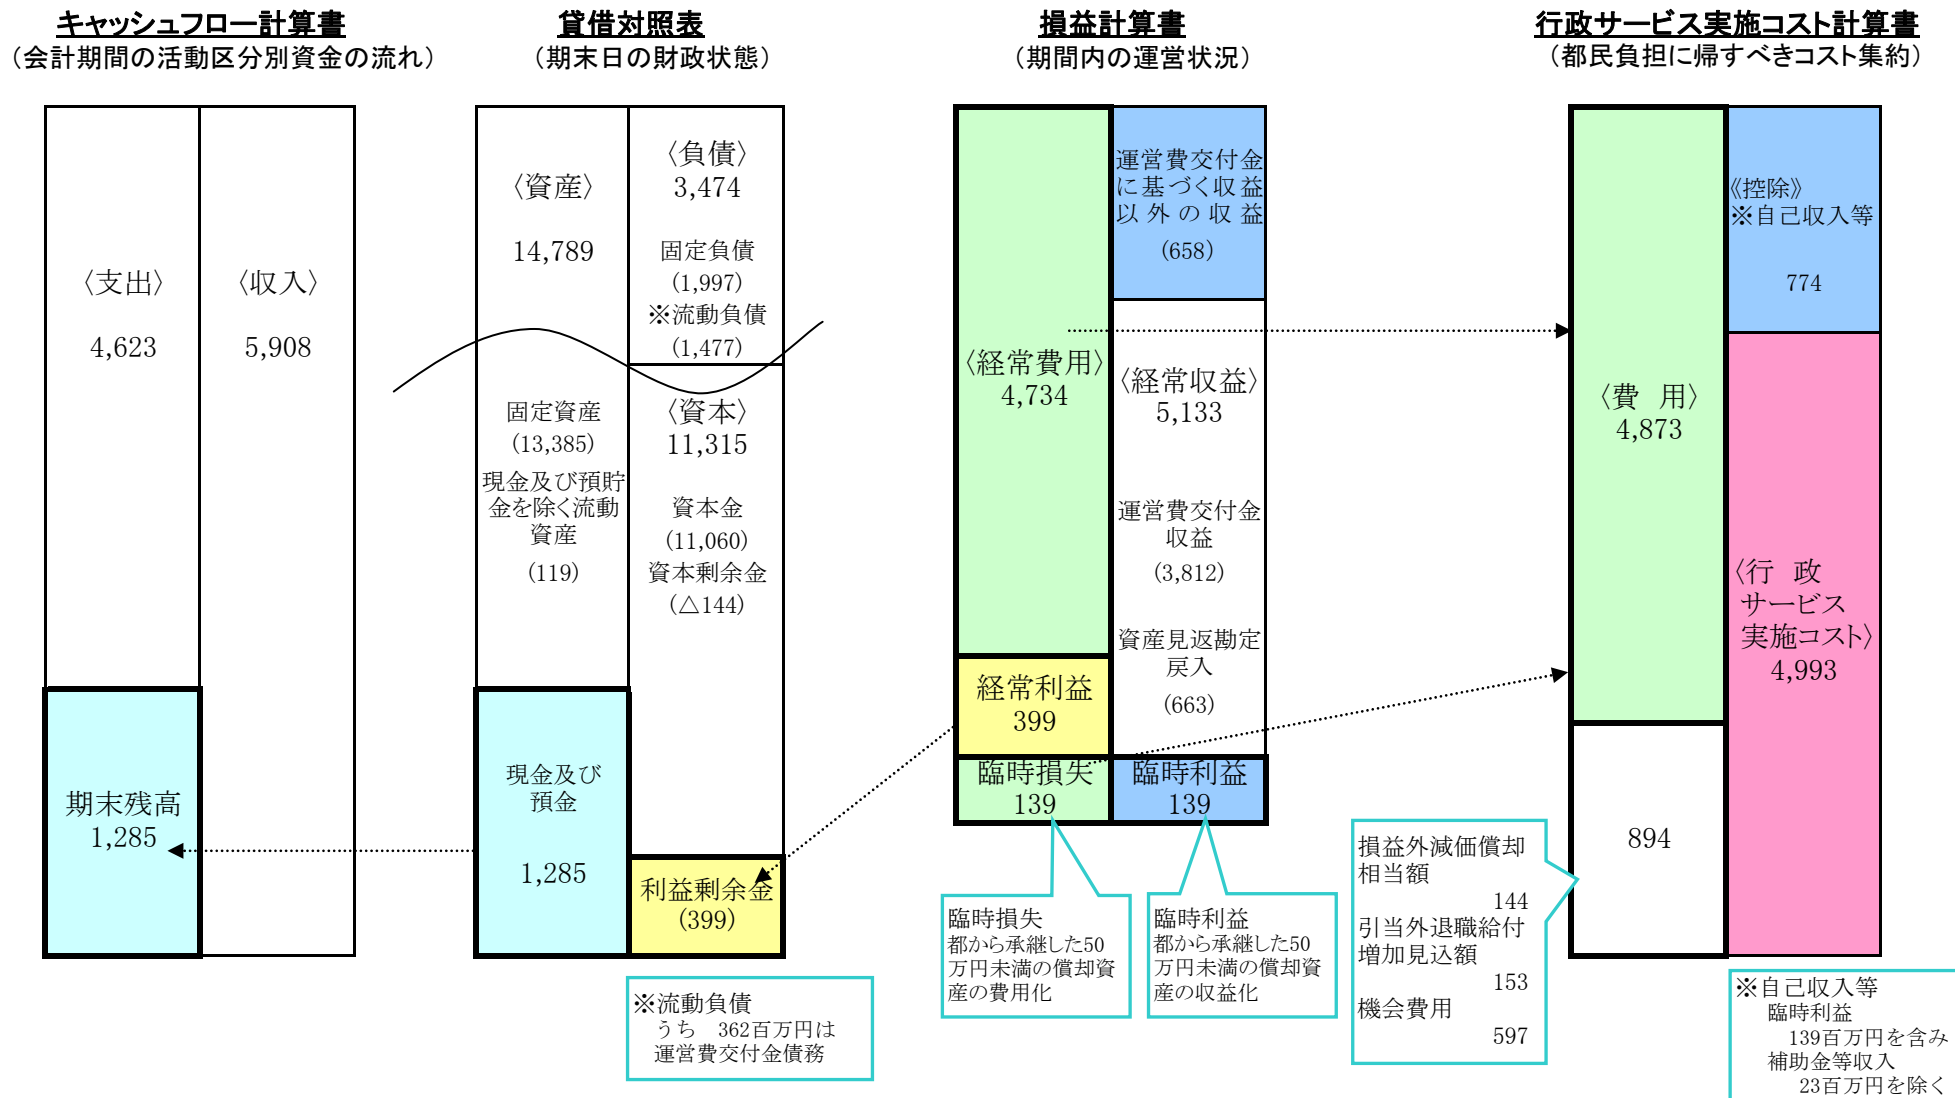 キャッシュフロー計算書
（会計期間の活動区分別資金の流れ）
〈支出〉
4,623
〈収入〉
5,908
期末残高
1,285
貸借対照表
（期末日の財政状態）
〈資産〉
14,789
固定資産
(13,385)
現金及び預貯
金を除く流動
資産
(119)
現金及び
預金
1,285
〈負債〉
3,474
固定負債
(1,997)
※流動負債
(1,477)
〈資本〉
11,315
資本金
(11,060)
資本剰余金
(△144)
利益剰余金
(399)
※流動負債
うち　362百万円は
運営費交付金債務
損益計算書
（期間内の運営状況）
〈経常費用〉
4,734
経常利益
399
臨時損失
139
運営費交付金
に基づく収益
以外の収益
(658)
〈経常収益〉
5,133
運営費交付金
収益
(3,812)
資産見返勘定
戻入
(663)
臨時利益
139
臨時損失
都から承継した50
万円未満の償却資
産の費用化
臨時利益
都から承継した50
万円未満の償却資
産の収益化
行政サービス実施コスト計算書
（都民負担に帰すべきコスト集約）
〈費　用〉
4,873
894
《控除》
※自己収入等
774
〈行　政
サービス
実施コスト〉
4,993
損益外減価償却
相当額
144
引当外退職給付
増加見込額
153
機会費用
597
※自己収入等
臨時利益
139百万円を含み
補助金等収入
23百万円を除く